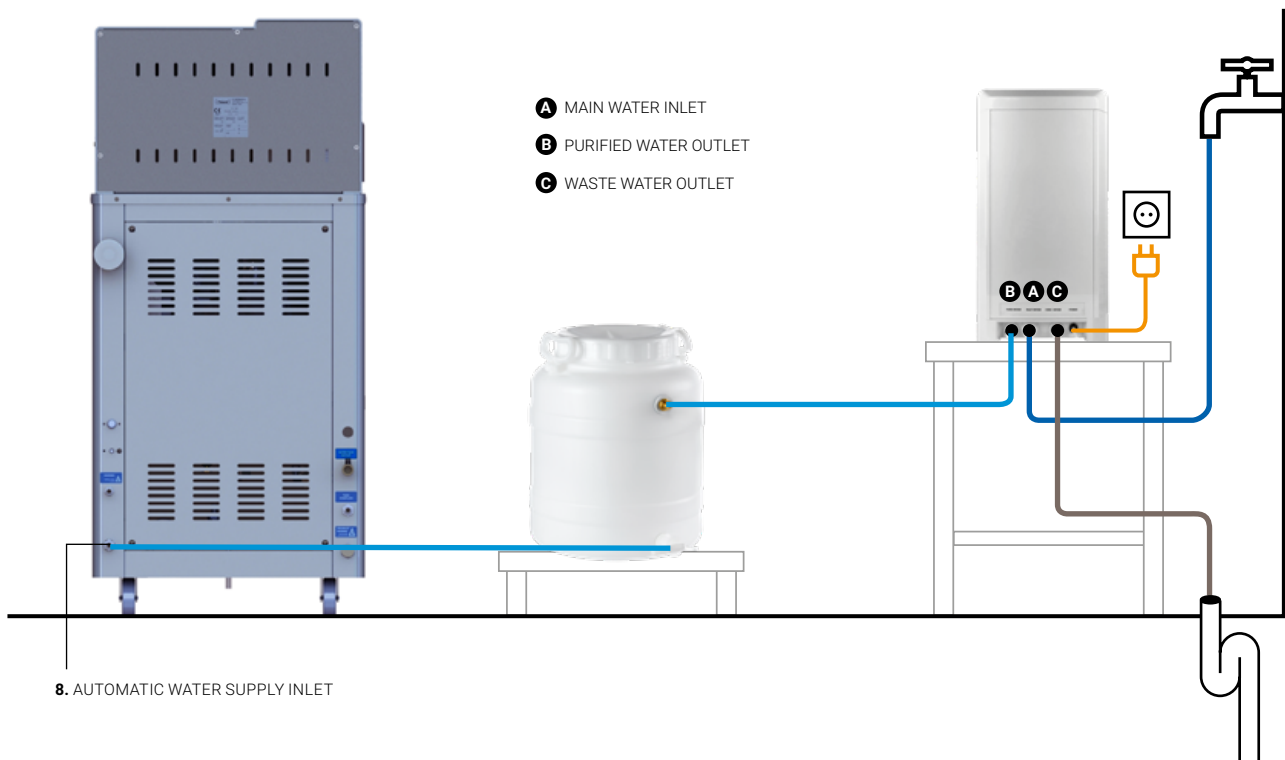 A MAIN WATER INLET
B PURIFIED WATER OUTLET
C WASTE WATER OUTLET
B A C
8. AUTOMATIC WATER SUPPLY INLET